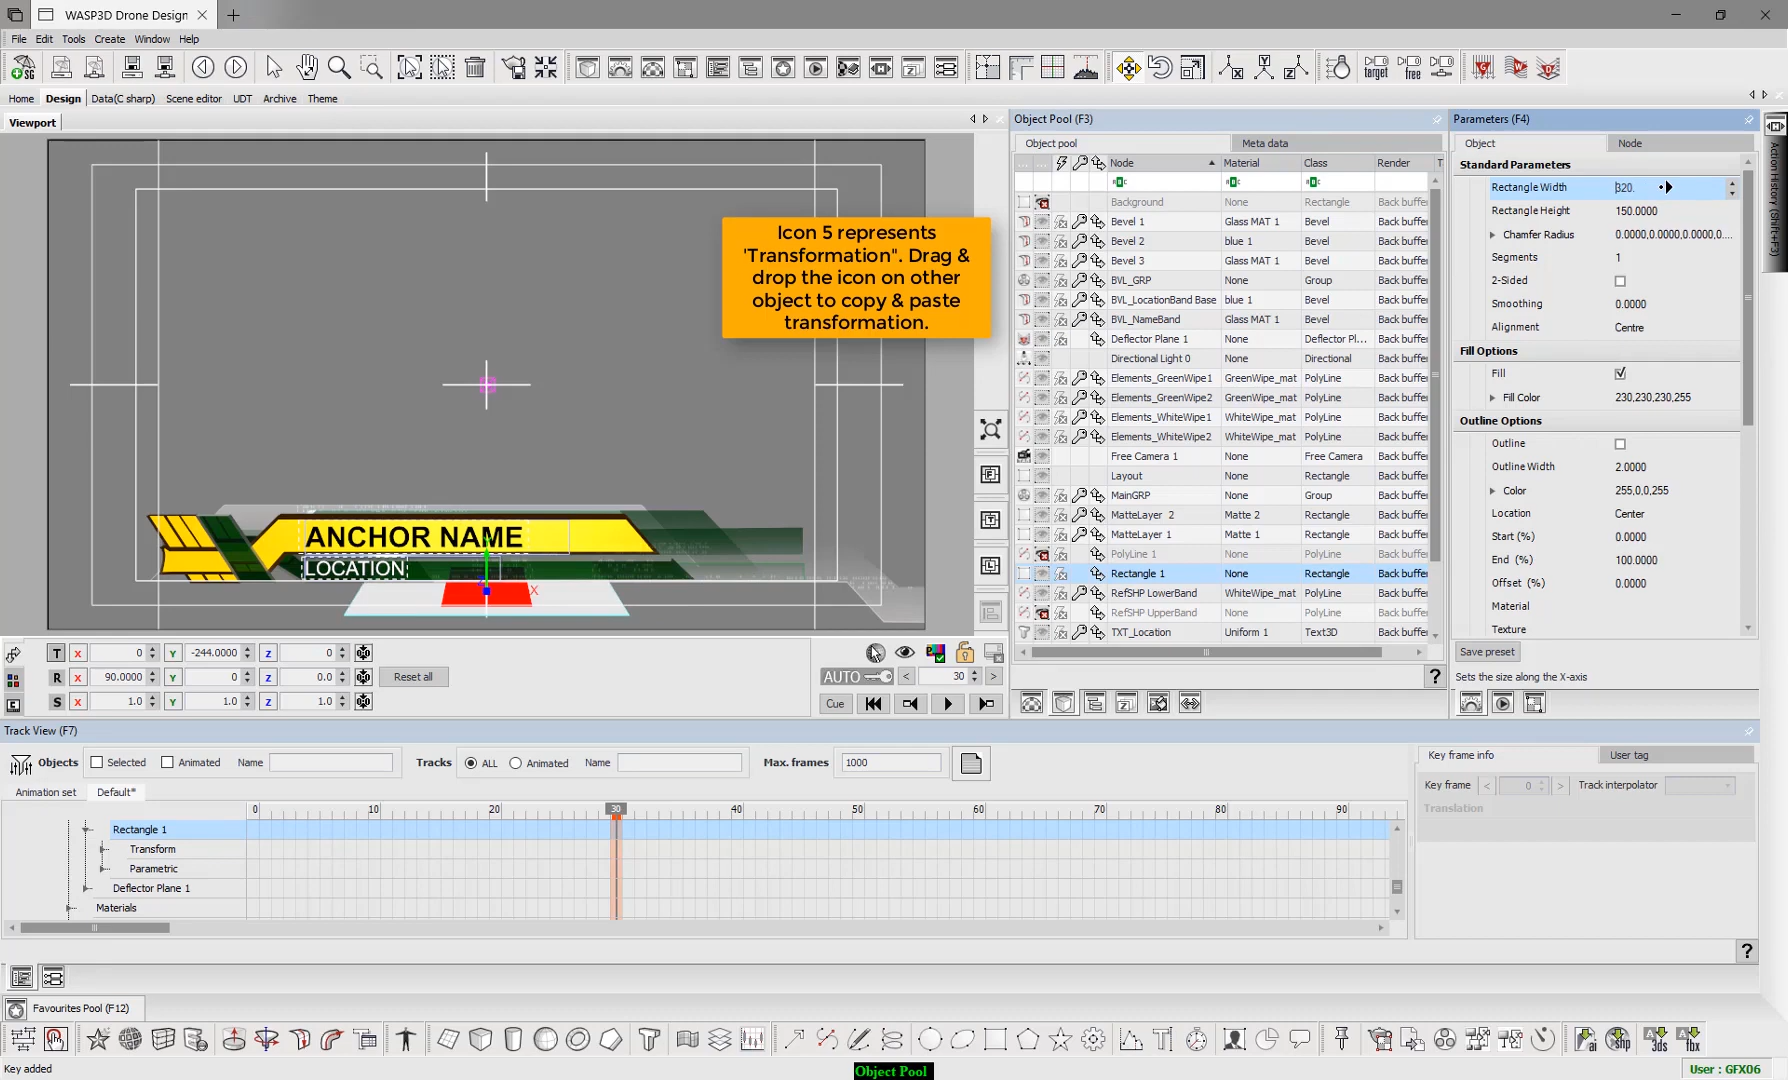 WASP3D Drone Design
File Edit Tools Create Window Help
Home Design Data(C sharp) Scene editor UDT Archive Theme
target free
Viewport
Icon 5 represents
'Transformation". Drag &
drop the icon on other
object to copy & paste
transformation.
ANCHOR NAME
LOCATION
X
T X 0 Y -244.0000 Z 0
R X 90.0000 Y 0 Z 0.0 Reset all
S X 1.0 Y 1.0 Z 1.0
AUTO < 30 >
Cue
Object Pool (F3)
Object pool Meta data
Node Material Class Render T
Background None Rectangle Back buffer
Bevel 1 Glass MAT 1 Bevel Back buffer
Bevel 2 blue 1 Bevel Back buffer
Bevel 3 Glass MAT 1 Bevel Back buffer
BVL_GRP None Group Back buffer
BVL_LocationBand Base blue 1 Bevel Back buffer
BVL_NameBand Glass MAT 1 Bevel Back buffer
Deflector Plane 1 None Deflector Pl... Back buffer
Directional Light 0 None Directional Back buffer
Elements_GreenWipe1 GreenWipe_mat PolyLine Back buffer
Elements_GreenWipe2 GreenWipe_mat PolyLine Back buffer
Elements_WhiteWipe1 WhiteWipe_mat PolyLine Back buffer
Elements_WhiteWipe2 WhiteWipe_mat PolyLine Back buffer
Free Camera 1 None Free Camera Back buffer
Layout None Rectangle Back buffer
MainGRP None Group Back buffer
MatteLayer 2 Matte 2 Rectangle Back buffer
MatteLayer 1 Matte 1 Rectangle Back buffer
PolyLine 1 None PolyLine Back buffer
Rectangle 1 None Rectangle Back buffer
RefSHP LowerBand WhiteWipe_mat PolyLine Back buffer
RefSHP UpperBand None PolyLine Back buffer
TXT_Location Uniform 1 Text3D Back buffer
?
Parameters (F4)
Object Node
Standard Parameters
Rectangle Width 320.
Rectangle Height 150.0000
Chamfer Radius 0.0000,0.0000,0.0000,0....
Segments 1
2-Sided
Smoothing 0.0000
Alignment Centre
Fill Options
Fill
Fill Color 230,230,230,255
Outline Options
Outline
Outline Width 2.0000
Color 255,0,0,255
Location Center
Start (%) 0.0000
End (%) 100.0000
Offset (%) 0.0000
Material
Texture
Save preset
Sets the size along the X-axis
Action History (Shift+F3)
Track View (F7)
Objects Selected Animated Name Tracks ALL Animated Name Max. frames 1000
Animation set Default*
0 10 20 30 40 50 60 70 80 90
Rectangle 1
Transform
Parametric
Deflector Plane 1
Materials
Key frame info User tag
Key frame < 0 > Track interpolator
Translation
?
Favourites Pool (F12)
ai shp 3ds fbx
Key added
Object Pool
User : GFX06